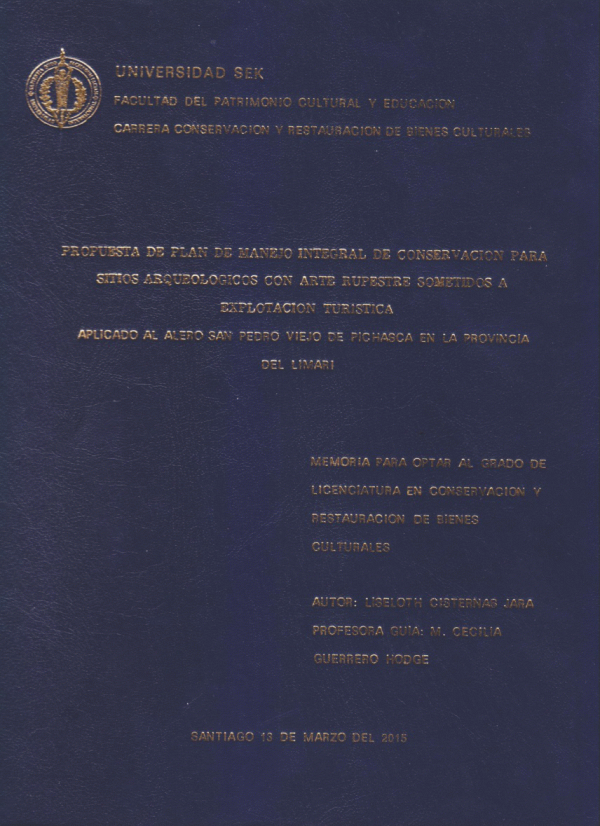 UNIVERSIDAD SEK
FACULTAD DEL PATRIMONIO CULTURAL Y EDUCACION
CARRERA CONSERVACION Y RESTAURACION DE BIENES CULTURALES
PROPUESTA DE PLAN DE MANEJO INTEGRAL DE CONSERVACION PARA
SITIOS ARQUEOLOGICOS CON ARTE RUPESTRE SOMETIDOS A
EXPLOTACION TURISTICA
APLICADO AL ALERO SAN PEDRO VIEJO DE PICHASCA EN LA PROVINCIA
DEL LIMARI
MEMORIA PARA OPTAR AL GRADO DE
LICENCIATURA EN CONSERVACION Y
RESTAURACION DE BIENES
CULTURALES
AUTOR: LISELOTH CISTERNAS JARA
PROFESORA GUIA: M. CECILIA
GUERRERO HODGE
SANTIAGO 13 DE MARZO DEL 2015